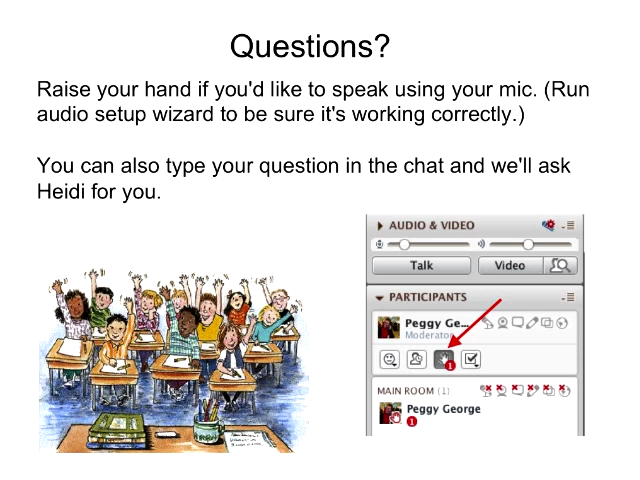 Questions?
Raise your hand if you'd like to speak using your mic. (Run
audio setup wizard to be sure it's working correctly.)
You can also type your question in the chat and we'll ask
Heidi for you.
AUDIO & VIDEO
Talk
Video
PARTICIPANTS
Peggy Ge...
Moderator
1
MAIN ROOM (1)
Peggy George
1